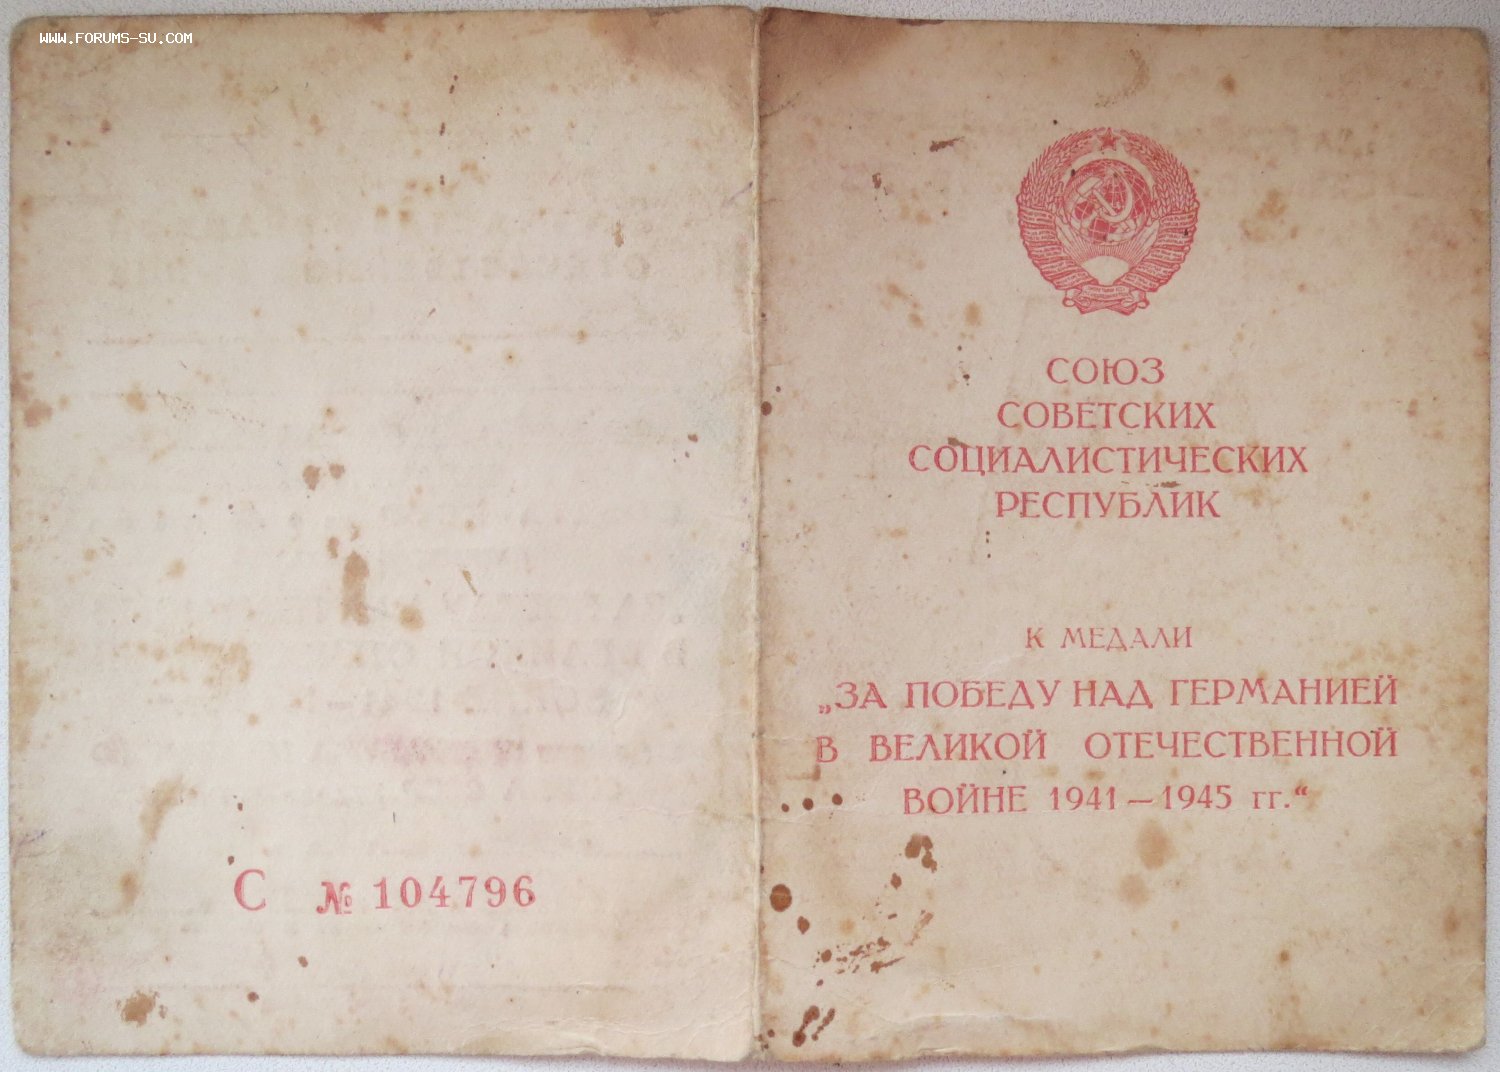 WWW.FORUMS-SU.COM
С № 104796
СОЮЗ
СОВЕТСКИХ
СОЦИАЛИСТИЧЕСКИХ
РЕСПУБЛИК
К МЕДАЛИ
„ЗА ПОБЕДУ НАД ГЕРМАНИЕЙ
В ВЕЛИКОЙ ОТЕЧЕСТВЕННОЙ
ВОЙНЕ 1941—1945 гг.“